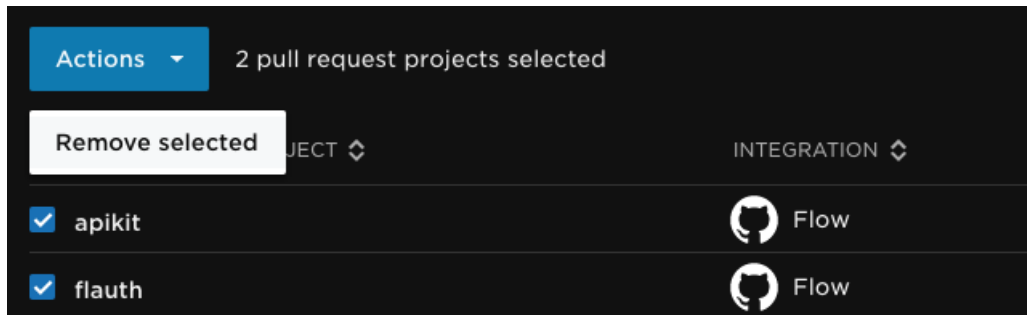 Actions 2 pull request projects selected
Remove selected
JECT INTEGRATION
apikit Flow
flauth Flow